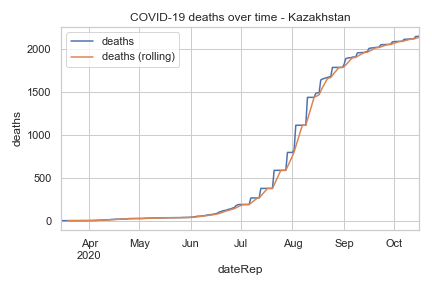 COVID-19 deaths over time - Kazakhstan
deaths
deaths (rolling)
deaths
2000
1500
1000
500
0
Apr
2020
May
Jun
Jul
Aug
Sep
Oct
dateRep